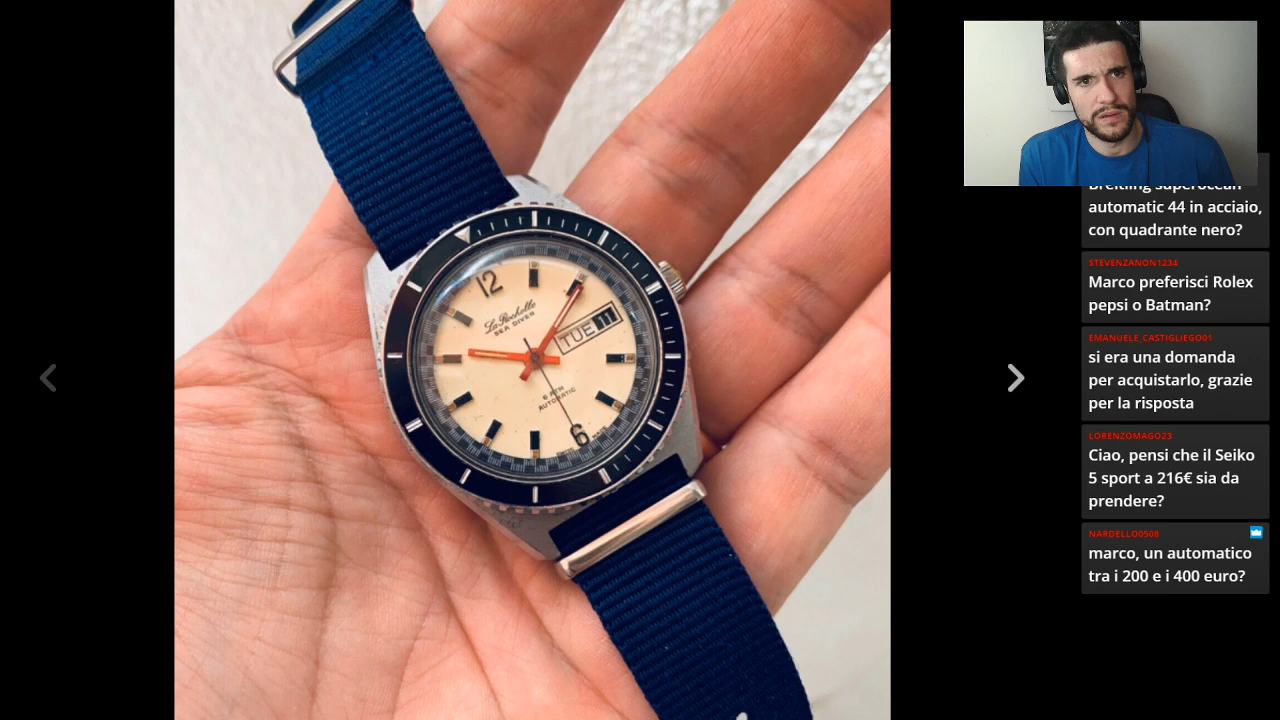 12
La Rochelle
SEA DIVER
TUE 11
6 ATM
AUTOMATIC
6
Breitling superocean
automatic 44 in acciaio,
con quadrante nero?
STEVENZANON1234
Marco preferisci Rolex
pepsi o Batman?
EMANUELE_CASTIGLIEGO01
si era una domanda
per acquistarlo, grazie
per la risposta
LORENZOMAGO23
Ciao, pensi che il Seiko
5 sport a 216€ sia da
prendere?
NARDELLO0508
marco, un automatico
tra i 200 e i 400 euro?